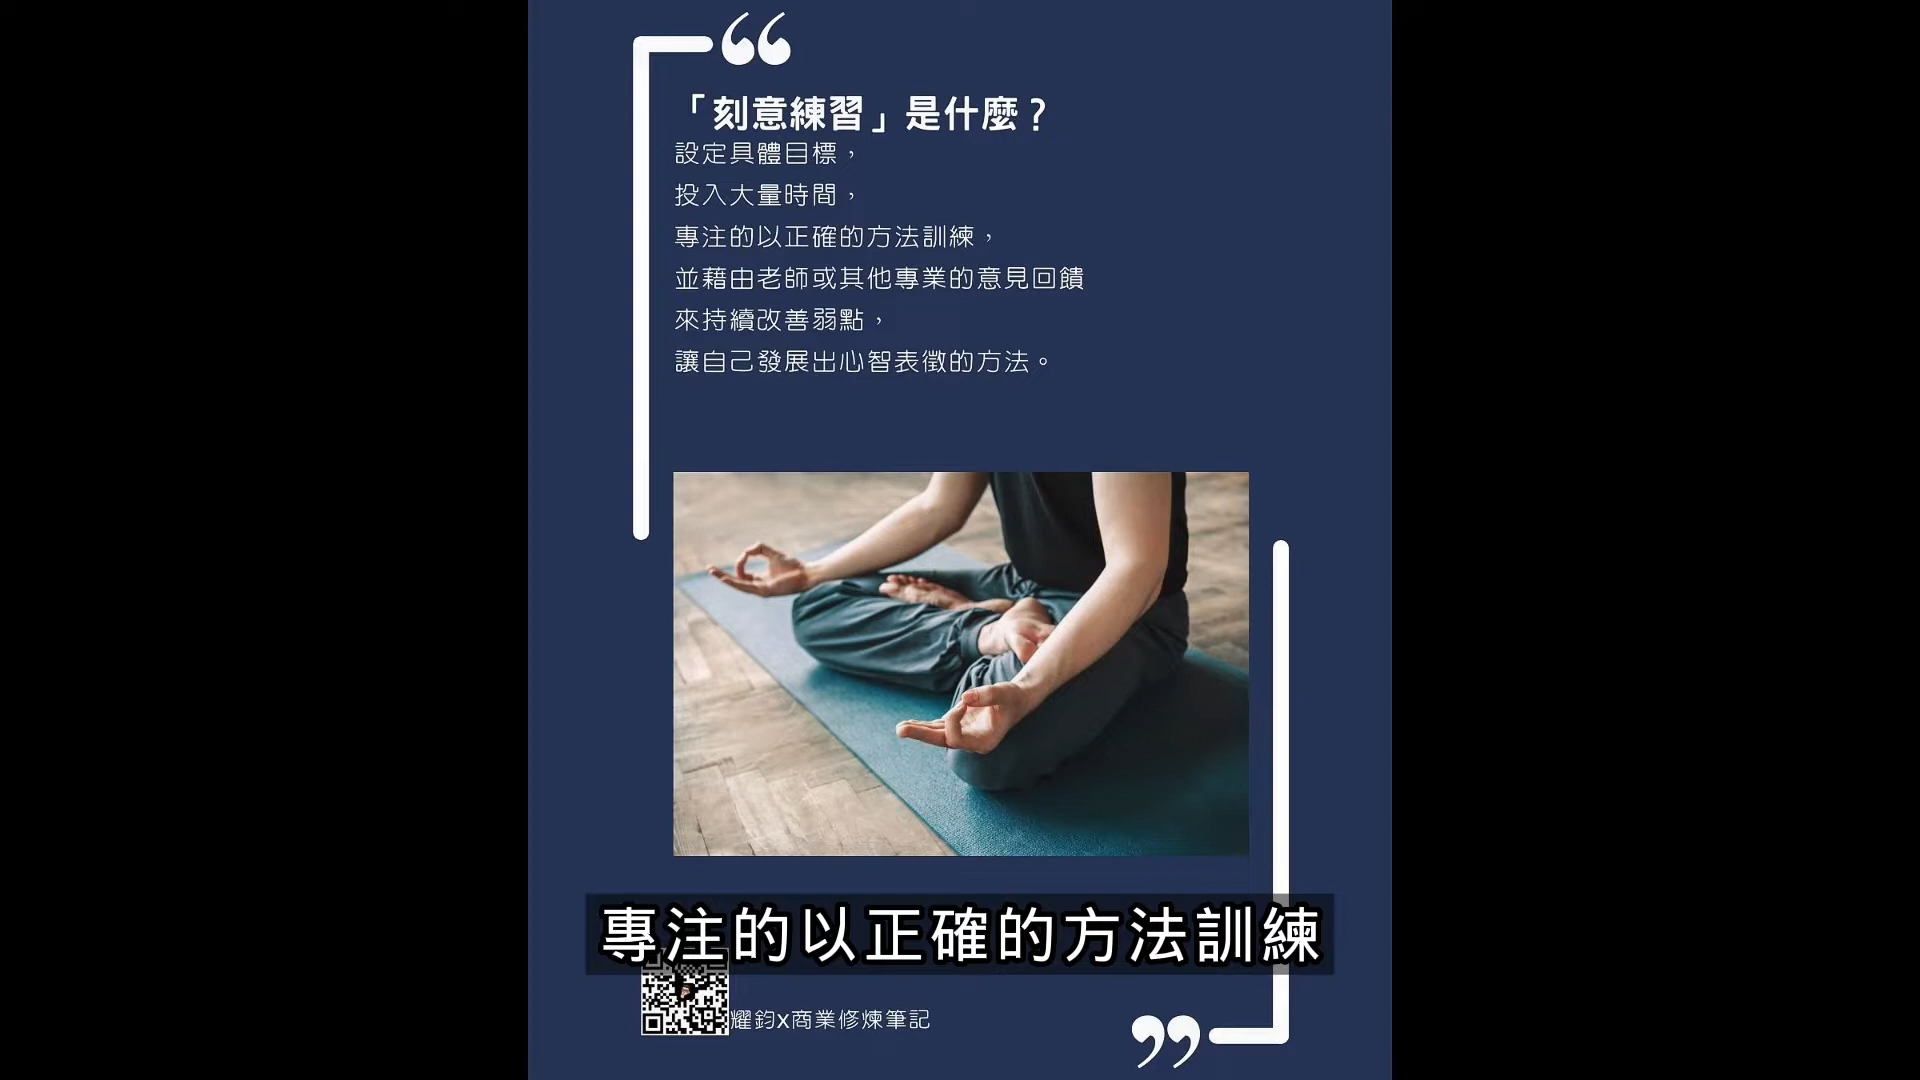 「刻意練習」是什麼？
設定具體目標，
投入大量時間，
專注的以正確的方法訓練，
並藉由老師或其他專業的意見回饋
來持續改善弱點，
讓自己發展出心智表徵的方法。
專注的以正確的方法訓練
耀鈞x商業修煉筆記